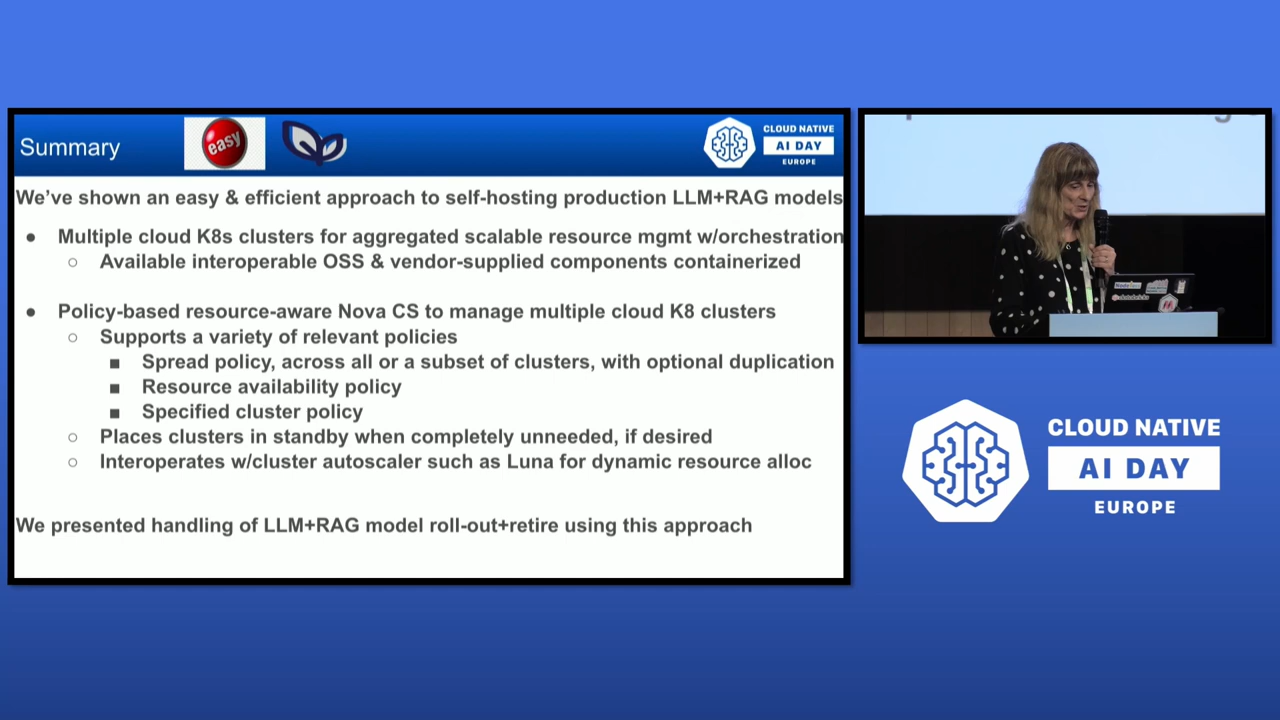 Summary
easy
CLOUD NATIVE
AI DAY
EUROPE
We've shown an easy & efficient approach to self-hosting production LLM+RAG models
● Multiple cloud K8s clusters for aggregated scalable resource mgmt w/orchestration
○ Available interoperable OSS & vendor-supplied components containerized
● Policy-based resource-aware Nova CS to manage multiple cloud K8 clusters
○ Supports a variety of relevant policies
■ Spread policy, across all or a subset of clusters, with optional duplication
■ Resource availability policy
■ Specified cluster policy
○ Places clusters in standby when completely unneeded, if desired
○ Interoperates w/cluster autoscaler such as Luna for dynamic resource alloc
We presented handling of LLM+RAG model roll-out+retire using this approach
CLOUD NATIVE
AI DAY
EUROPE